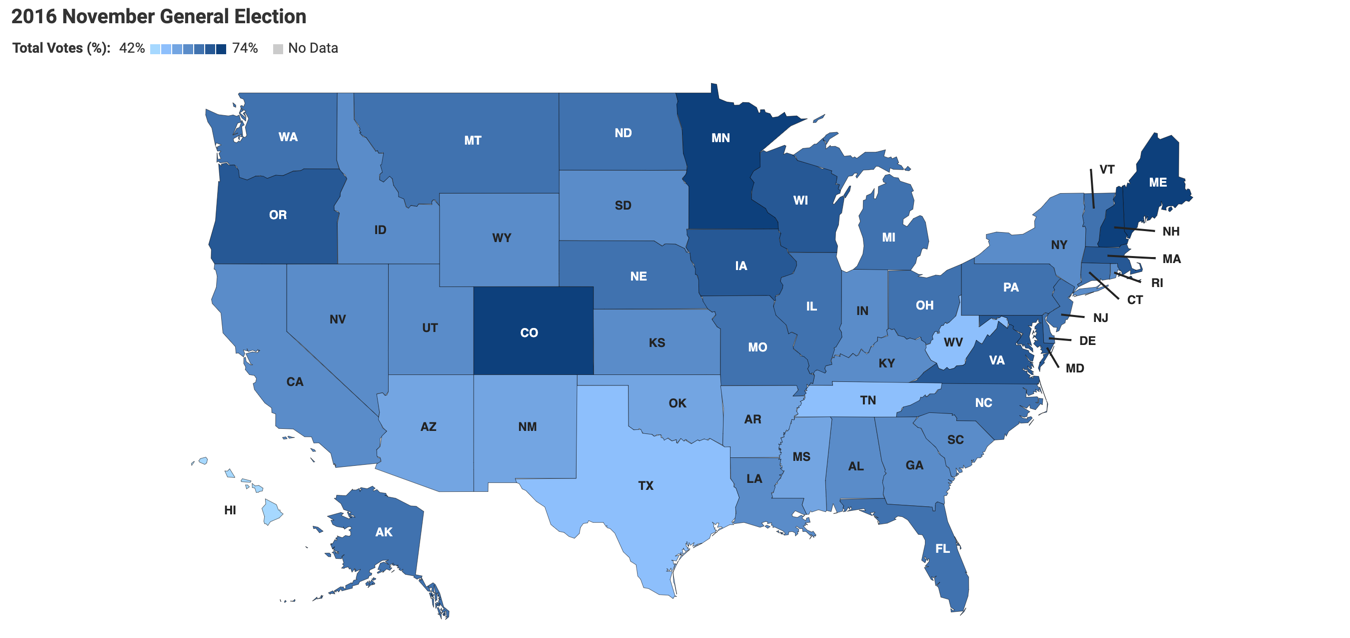 2016 November General Election
Total Votes (%): 42% 74% No Data
WA
MT
ND
MN
VT
ME
OR
ID
WY
SD
WI
MI
NY
NH
MA
RI
CT
NJ
DE
MD
IA
NE
PA
IL
IN
OH
NV
UT
CO
KS
MO
WV
VA
KY
CA
AZ
NM
OK
AR
TN
NC
SC
MS
AL
GA
LA
TX
HI
AK
FL